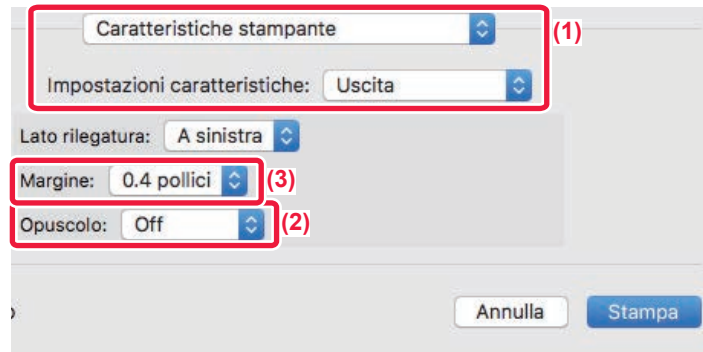 Caratteristiche stampante (1)
Impostazioni caratteristiche: Uscita
Lato rilegatura: A sinistra
Margine: 0.4 pollici (3)
Opuscolo: Off (2)
Annulla Stampa